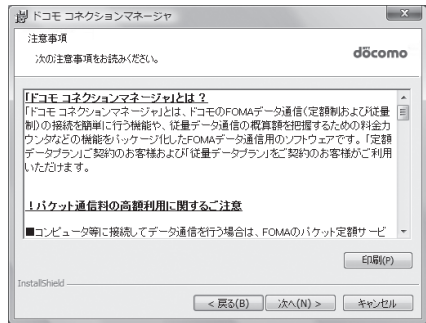 ドコモ コネクションマネージャ
注意事項
次の注意事項をお読みください。
döcomo
「ドコモ コネクションマネージャ」とは？
「ドコモ コネクションマネージャ」とは、ドコモのFOMAデータ通信(定額制および従量
制)の接続を簡単に行う機能や、従量データ通信の概算額を把握するための料金カ
ウンタなどの機能をパッケージ化したFOMAデータ通信用のソフトウェアです。「定額
データプラン」ご契約のお客様および「従量データプラン」をご契約のお客様がご利用
いただけます。
！パケット通信料の高額利用に関するご注意
■コンピュータ等に接続してデータ通信を行う場合は、FOMAのパケット定額サービ
印刷(P)
InstallShield
< 戻る(B)
次へ(N) >
キャンセル